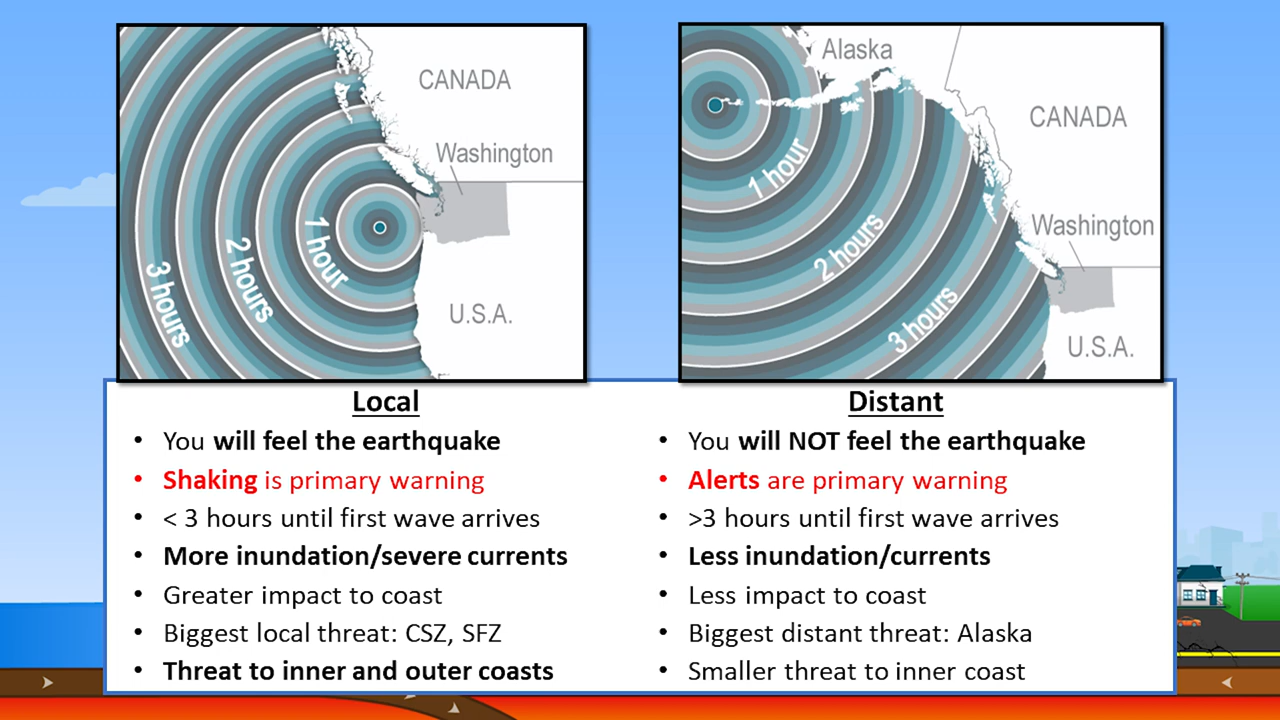 CANADA
Washington
1 hour
2 hours
3 hours
U.S.A.
Alaska
CANADA
1 hour
Washington
2 hours
3 hours
U.S.A.
Local
• You will feel the earthquake
• Shaking is primary warning
• < 3 hours until first wave arrives
• More inundation/severe currents
• Greater impact to coast
• Biggest local threat: CSZ, SFZ
• Threat to inner and outer coasts
Distant
• You will NOT feel the earthquake
• Alerts are primary warning
• >3 hours until first wave arrives
• Less inundation/currents
• Less impact to coast
• Biggest distant threat: Alaska
• Smaller threat to inner coast